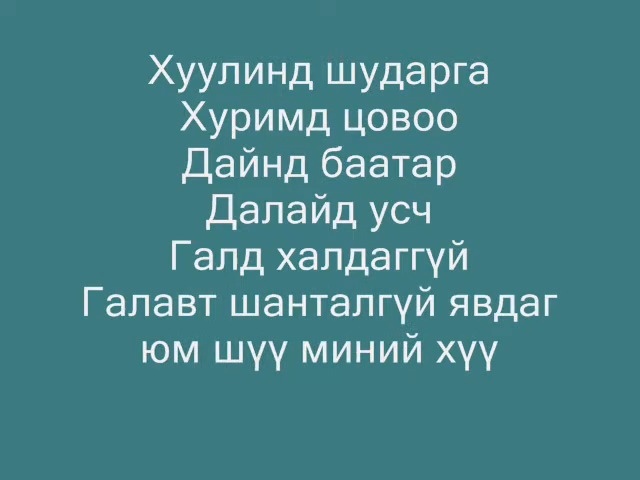 Хуулинд шударга
Хуримд цовоо
Дайнд баатар
Далайд усч
Галд халдаггүй
Галавт шанталгүй явдаг
юм шүү миний хүү